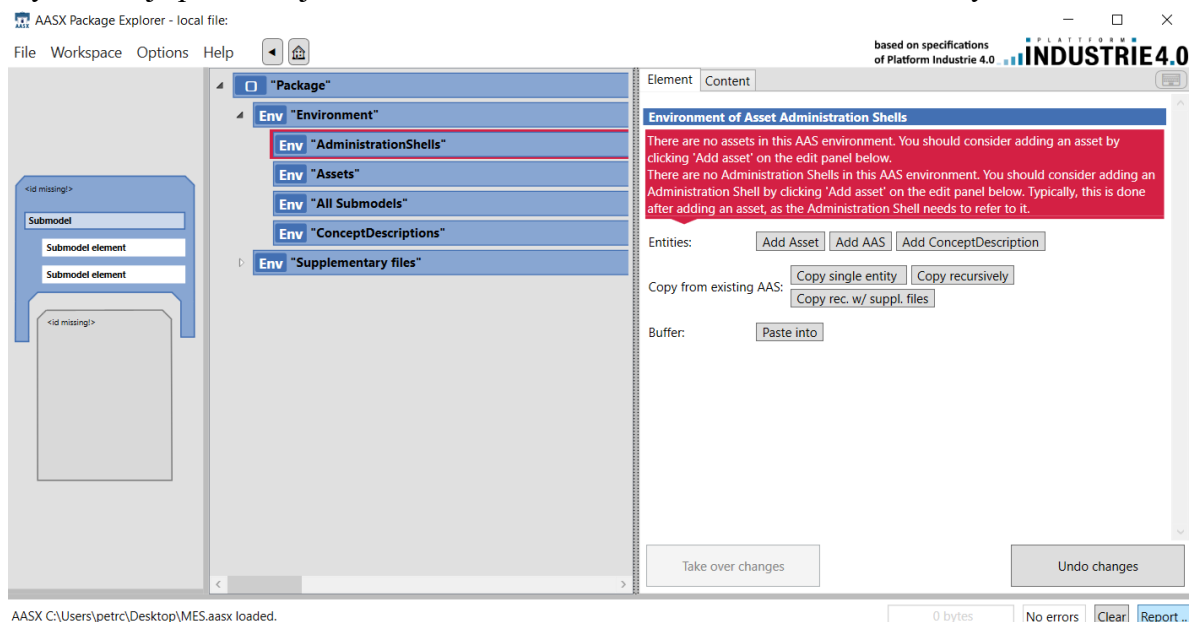 AASX Package Explorer - local file:
File Workspace Options Help
based on specifications
of Platform Industrie 4.0
PLATTFORM
INDUSTRIE4.0
<id missing!>
Submodel
Submodel element
Submodel element
<id missing!>
"Package"
Env "Environment"
Env "AdministrationShells"
Env "Assets"
Env "All Submodels"
Env "ConceptDescriptions"
Env "Supplementary files"
Element Content
Environment of Asset Administration Shells
There are no assets in this AAS environment. You should consider adding an asset by
clicking 'Add asset' on the edit panel below.
There are no Administration Shells in this AAS environment. You should consider adding an
Administration Shell by clicking 'Add asset' on the edit panel below. Typically, this is done
after adding an asset, as the Administration Shell needs to refer to it.
Entities: Add Asset Add AAS Add ConceptDescription
Copy from existing AAS: Copy single entity Copy recursively
Copy rec. w/ suppl. files
Buffer: Paste into
Take over changes Undo changes
AASX C:\Users\petrc\Desktop\MES.aasx loaded. 0 bytes No errors Clear Report ..